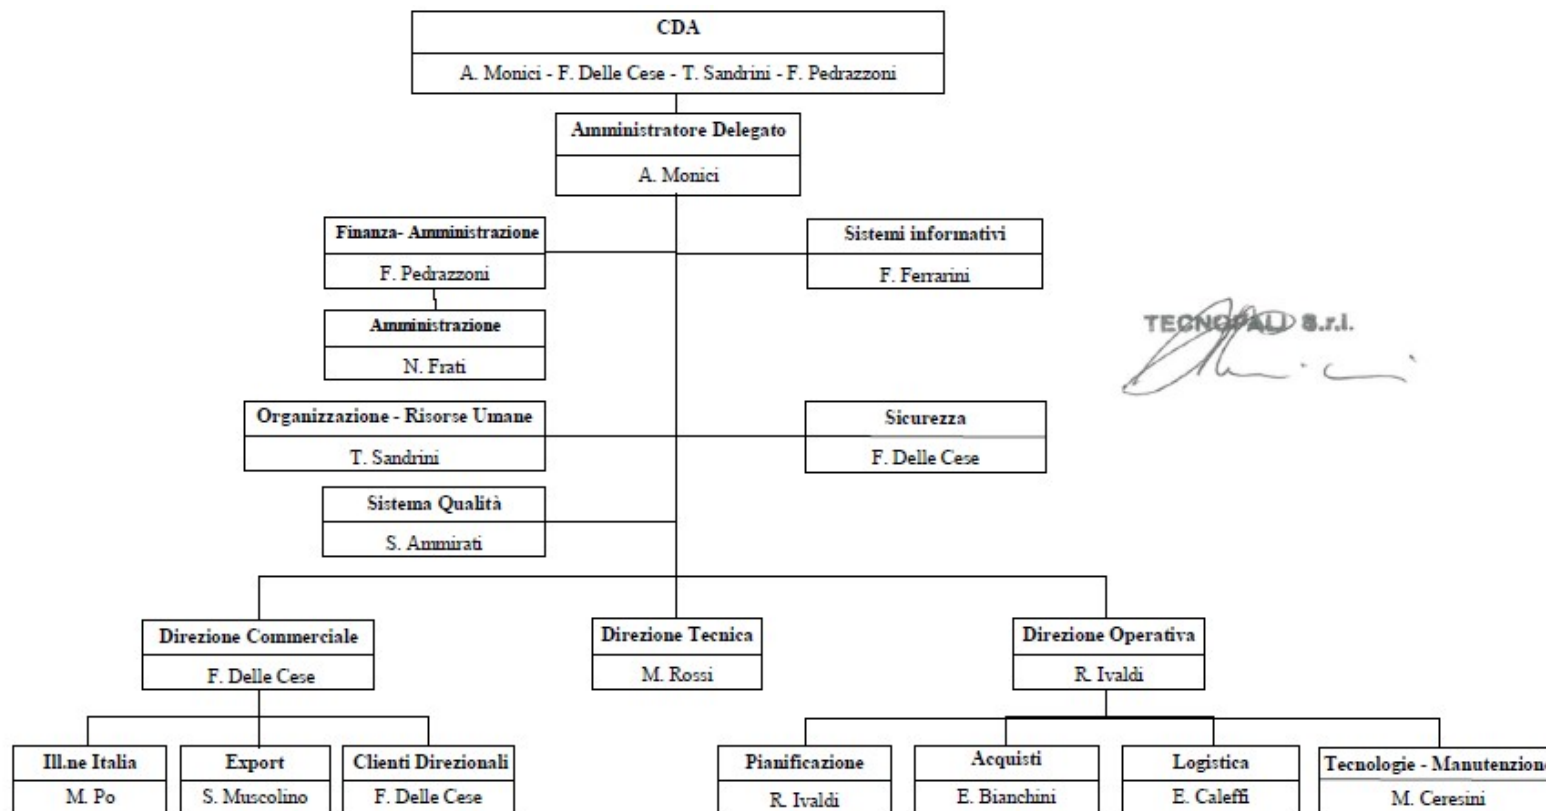 CDA
A. Monici - F. Delle Cese - T. Sandrini - F. Pedrazzoni
Amministratore Delegato
A. Monici
Finanza- Amministrazione
F. Pedrazzoni
Sistemi informativi
F. Ferrarini
Amministrazione
N. Frati
TECNOPALI S.r.l.
Organizzazione - Risorse Umane
T. Sandrini
Sicurezza
F. Delle Cese
Sistema Qualità
S. Ammirati
Direzione Commerciale
F. Delle Cese
Direzione Tecnica
M. Rossi
Direzione Operativa
R. Ivaldi
Ill.ne Italia
M. Po
Export
S. Muscolino
Clienti Direzionali
F. Delle Cese
Pianificazione
R. Ivaldi
Acquisti
E. Bianchini
Logistica
E. Caleffi
Tecnologie - Manutenzione
M. Ceresini